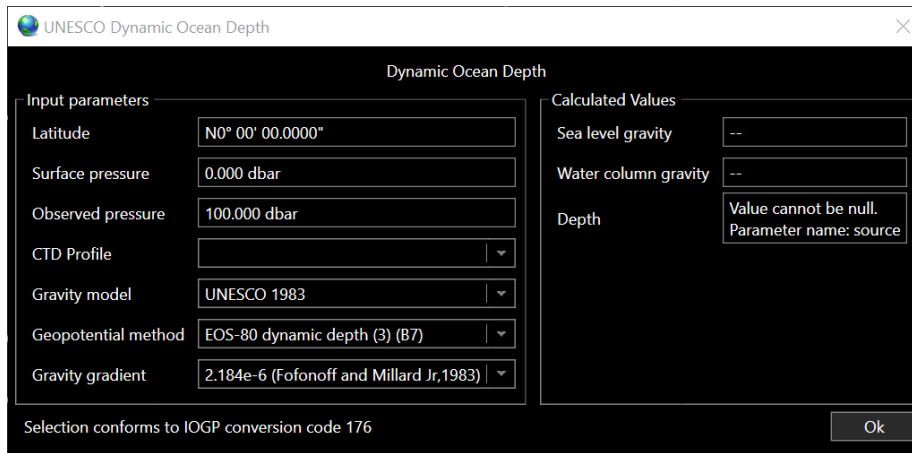 UNESCO Dynamic Ocean Depth
Dynamic Ocean Depth
Input parameters
Latitude N0° 00' 00.0000"
Surface pressure 0.000 dbar
Observed pressure 100.000 dbar
CTD Profile
Gravity model UNESCO 1983
Geopotential method EOS-80 dynamic depth (3) (B7)
Gravity gradient 2.184e-6 (Fofonoff and Millard Jr,1983)
Calculated Values
Sea level gravity --
Water column gravity --
Depth Value cannot be null.
Parameter name: source
Selection conforms to IOGP conversion code 176
Ok